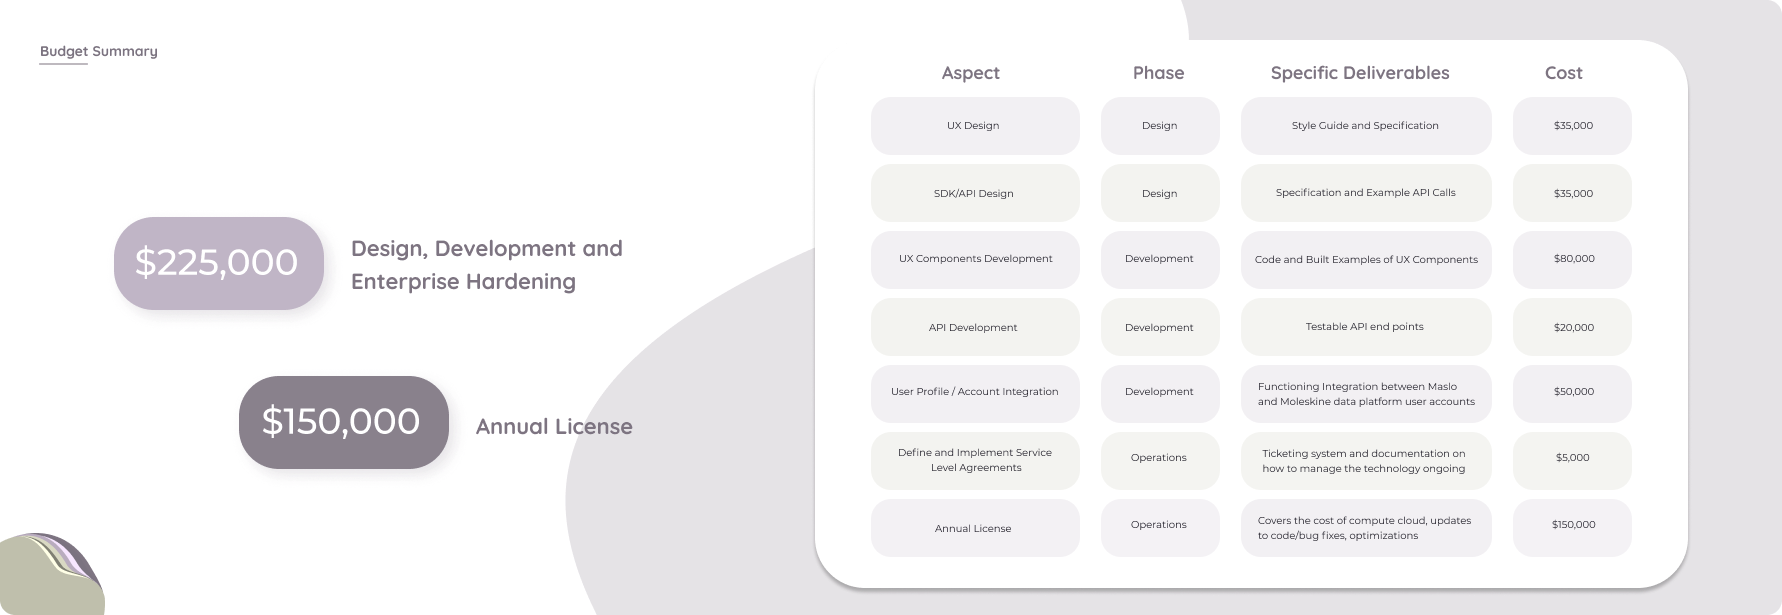 Budget Summary
$225,000
Design, Development and
Enterprise Hardening
$150,000
Annual License
Aspect Phase Specific Deliverables Cost
UX Design Design Style Guide and Specification $35,000
SDK/API Design Design Specification and Example API Calls $35,000
UX Components Development Development Code and Built Examples of UX Components $80,000
API Development Development Testable API end points $20,000
User Profile / Account Integration Development Functioning Integration between Maslo
and Moleskine data platform user accounts $50,000
Define and Implement Service
Level Agreements Operations Ticketing system and documentation on
how to manage the technology ongoing $5,000
Annual License Operations Covers the cost of compute cloud, updates
to code/bug fixes, optimizations $150,000